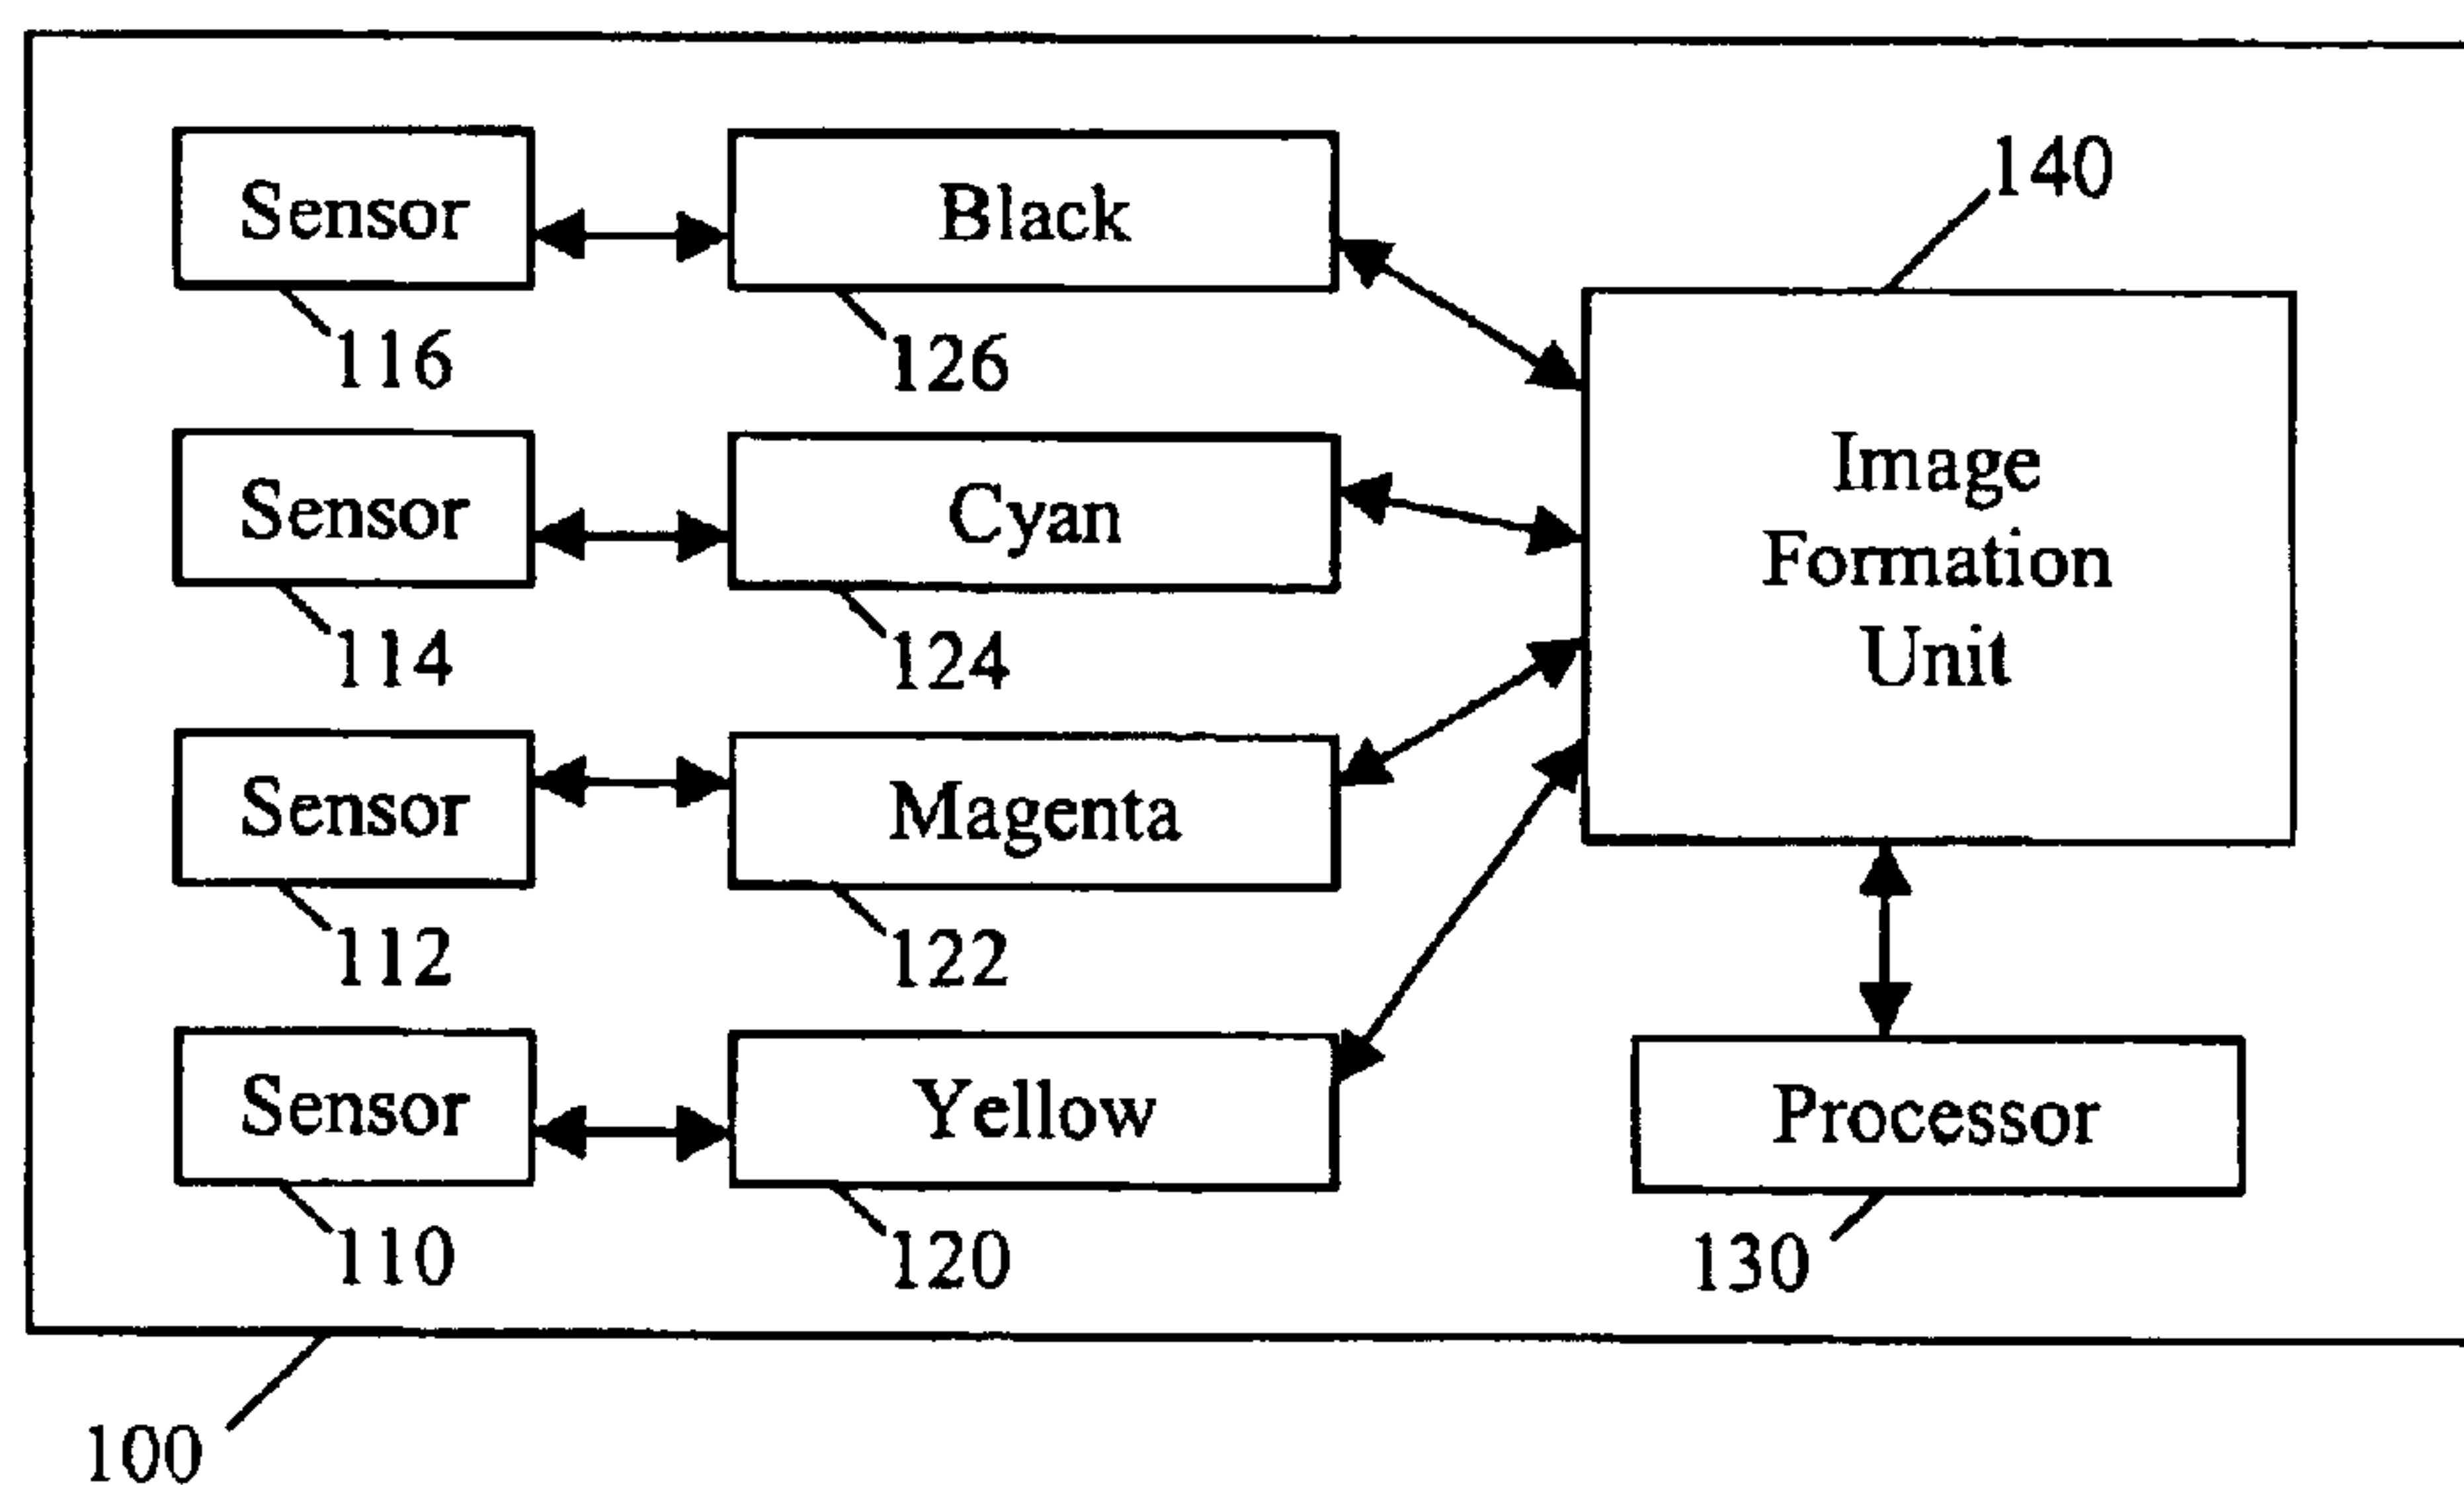 140
Sensor
Black
116
126
Image
Formation
Unit
Sensor
Cyan
114
124
Sensor
Magenta
112
122
Sensor
Yellow
Processor
110
120
130
100